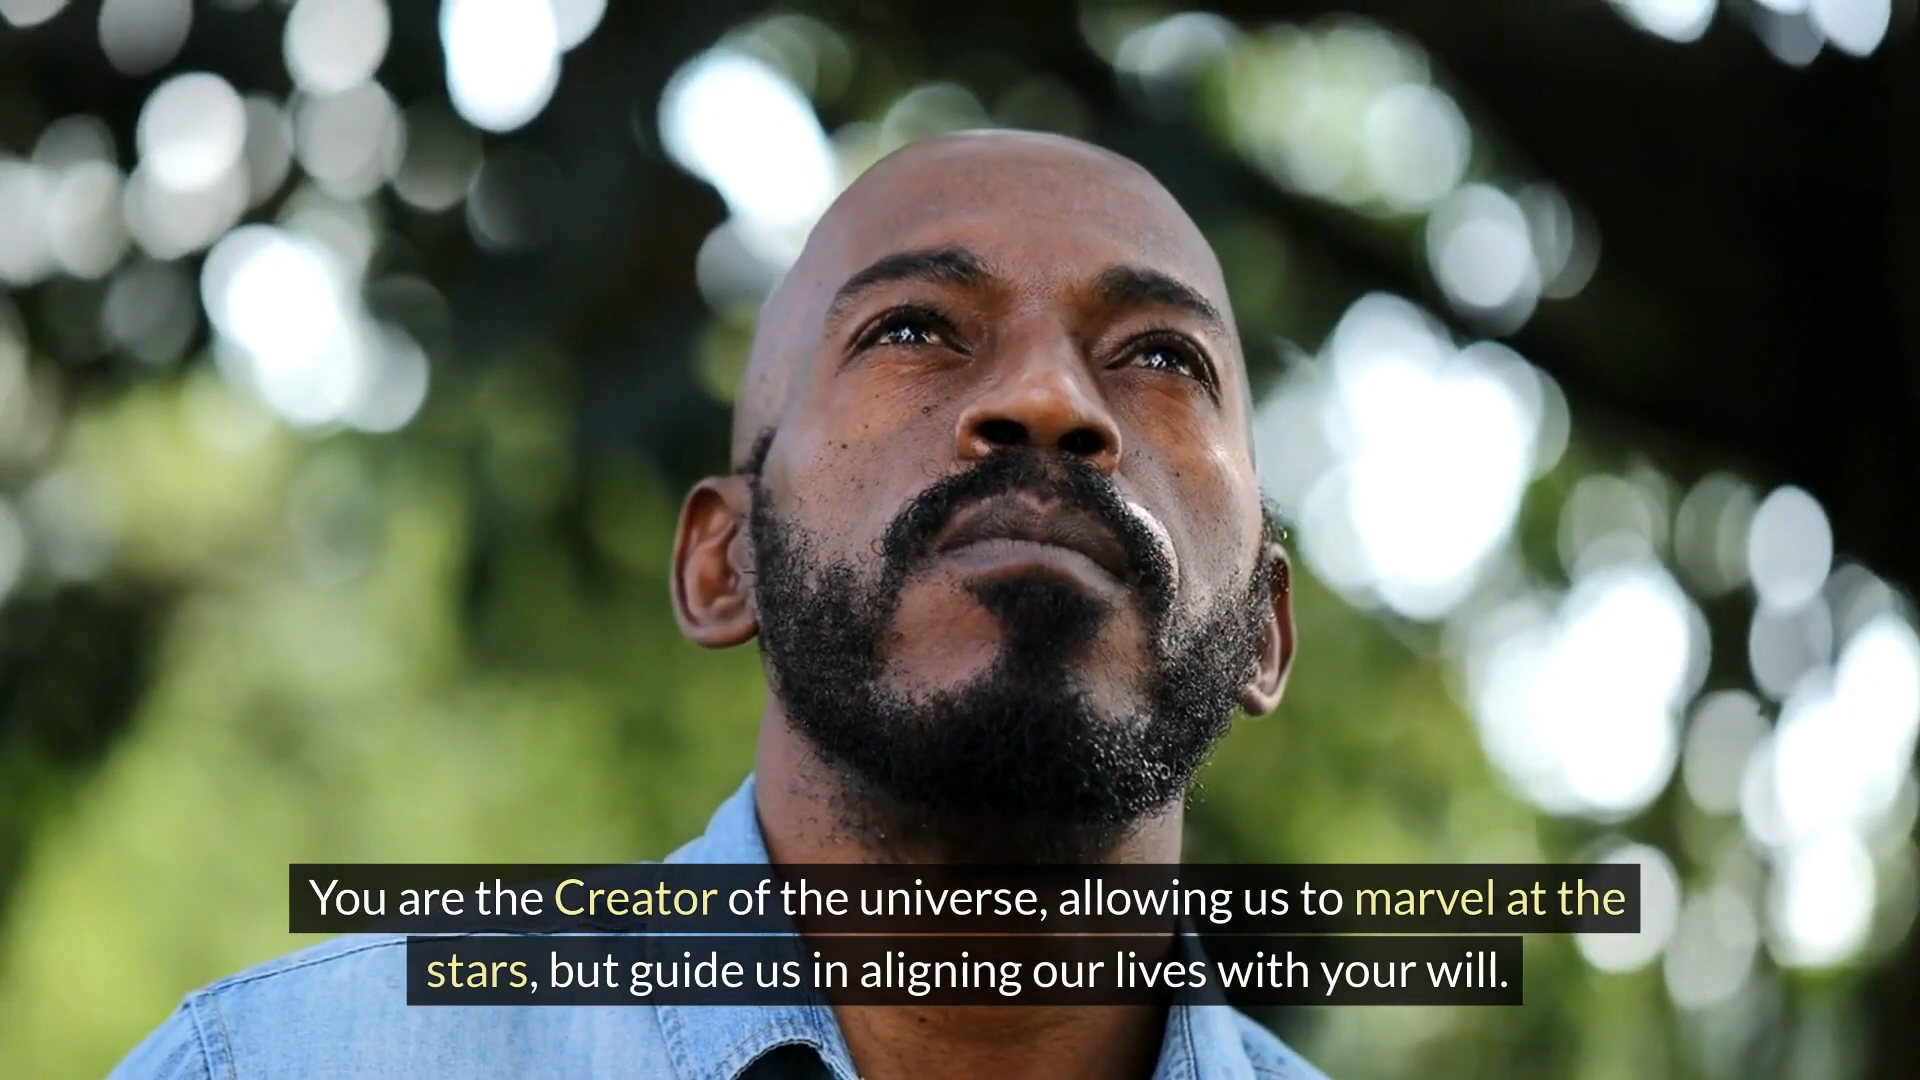 You are the Creator of the universe, allowing us to marvel at the
stars, but guide us in aligning our lives with your will.